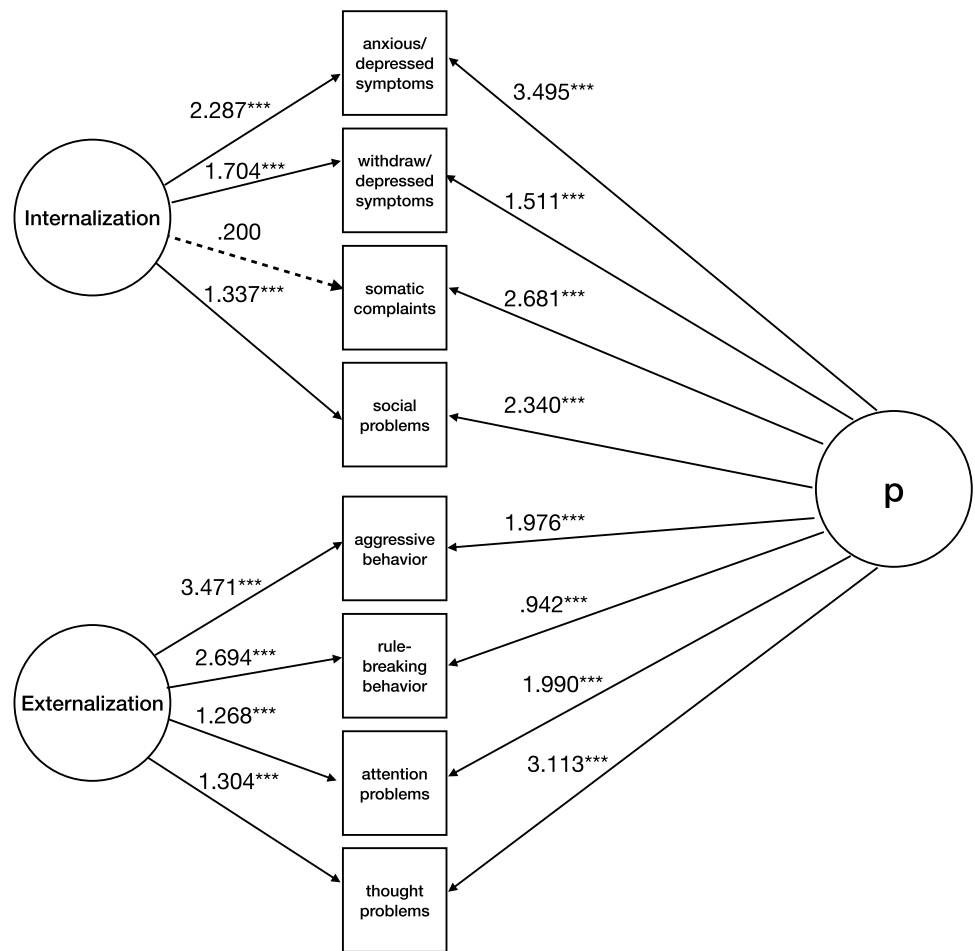 anxious/
depressed
symptoms
3.495***
2.287***
withdraw/
depressed
symptoms
1.704***
1.511***
Internalization
.200
somatic
complaints
2.681***
1.337***
social
problems
2.340***
p
aggressive
behavior
1.976***
3.471***
.942***
rule-
breaking
behavior
2.694***
1.990***
Externalization
1.268***
attention
problems
3.113***
1.304***
thought
problems